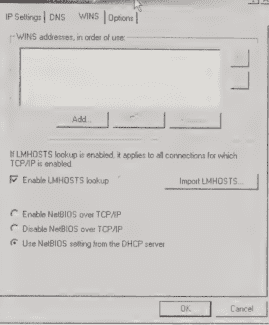 IP Settings DNS WINS Options
WINS addresses, in order of use:
Add...
If LMHOSTS lookup is enabled, it applies to all connections for which
TCP/IP is enabled.
Enable LMHOSTS lookup Import LMHOSTS...
Enable NetBIOS over TCP/IP
Disable NetBIOS over TCP/IP
Use NetBIOS setting from the DHCP server
OK Cancel